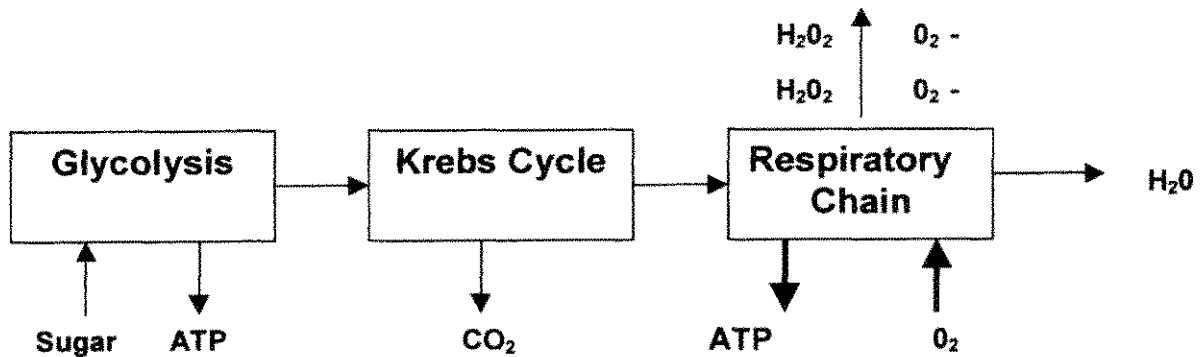 H₂0₂ 0₂ -
H₂0₂ 0₂ -
Glycolysis
Krebs Cycle
Respiratory
Chain
H₂0
Sugar ATP CO₂ ATP 0₂